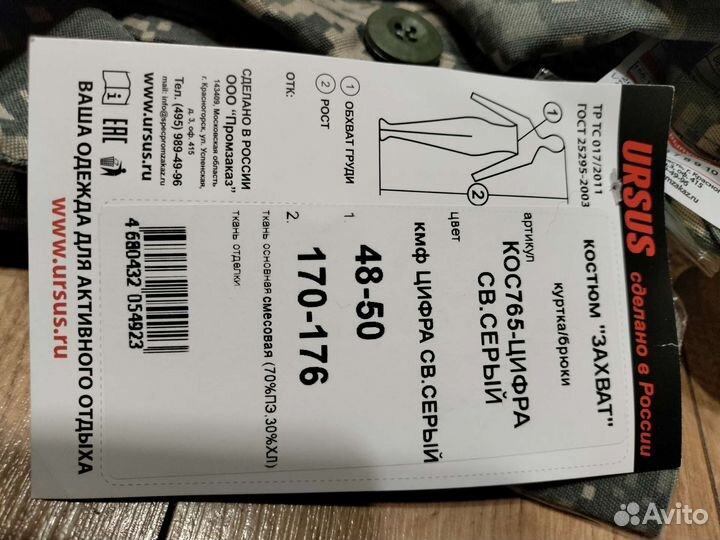 URSUS сделано в России
ТР ТС 017/2011
ГОСТ 25295-2003
1
2
1 ОБХВАТ ГРУДИ
2 РОСТ
ОТК:
СДЕЛАНО В РОССИИ
ООО "Промзаказ"
143409, Московская область
г. Красногорск, ул. Успенская,
д. 3, оф. 415
Тел. (495) 989-49-96
mail: info@specpromzakaz.ru
www.ursus.ru
EAC
КОСТЮМ "ЗАХВАТ"
куртка/брюки
артикул
КОС765-ЦИФРА
СВ.СЕРЫЙ
цвет
кмф ЦИФРА СВ.СЕРЫЙ
1. 48-50
2. 170-176
ткань основная смесовая (70%ПЭ,30%ХЛ)
ткань отделки
4 680432 054923
ВАША ОДЕЖДА ДЛЯ АКТИВНОГО ОТДЫХА
www.ursus.ru
Avito